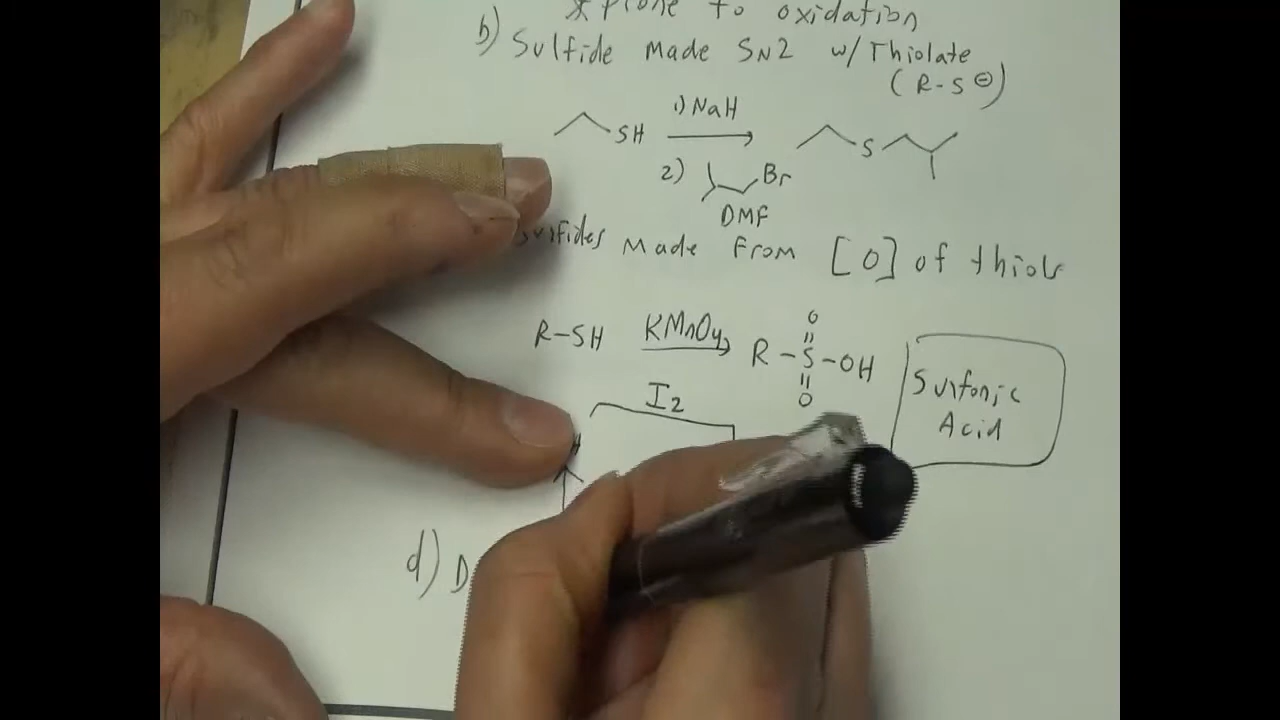 * prone to oxidation
b) Sulfide made SN2 w/ Thiolate
(R-S⊖)
SH 1) NaH S
2) Br
DMF
Made From [O] of thiols
R-SH KMnO4 R-S-OH
O
O
Sulfonic
Acid
I2
H
d) D